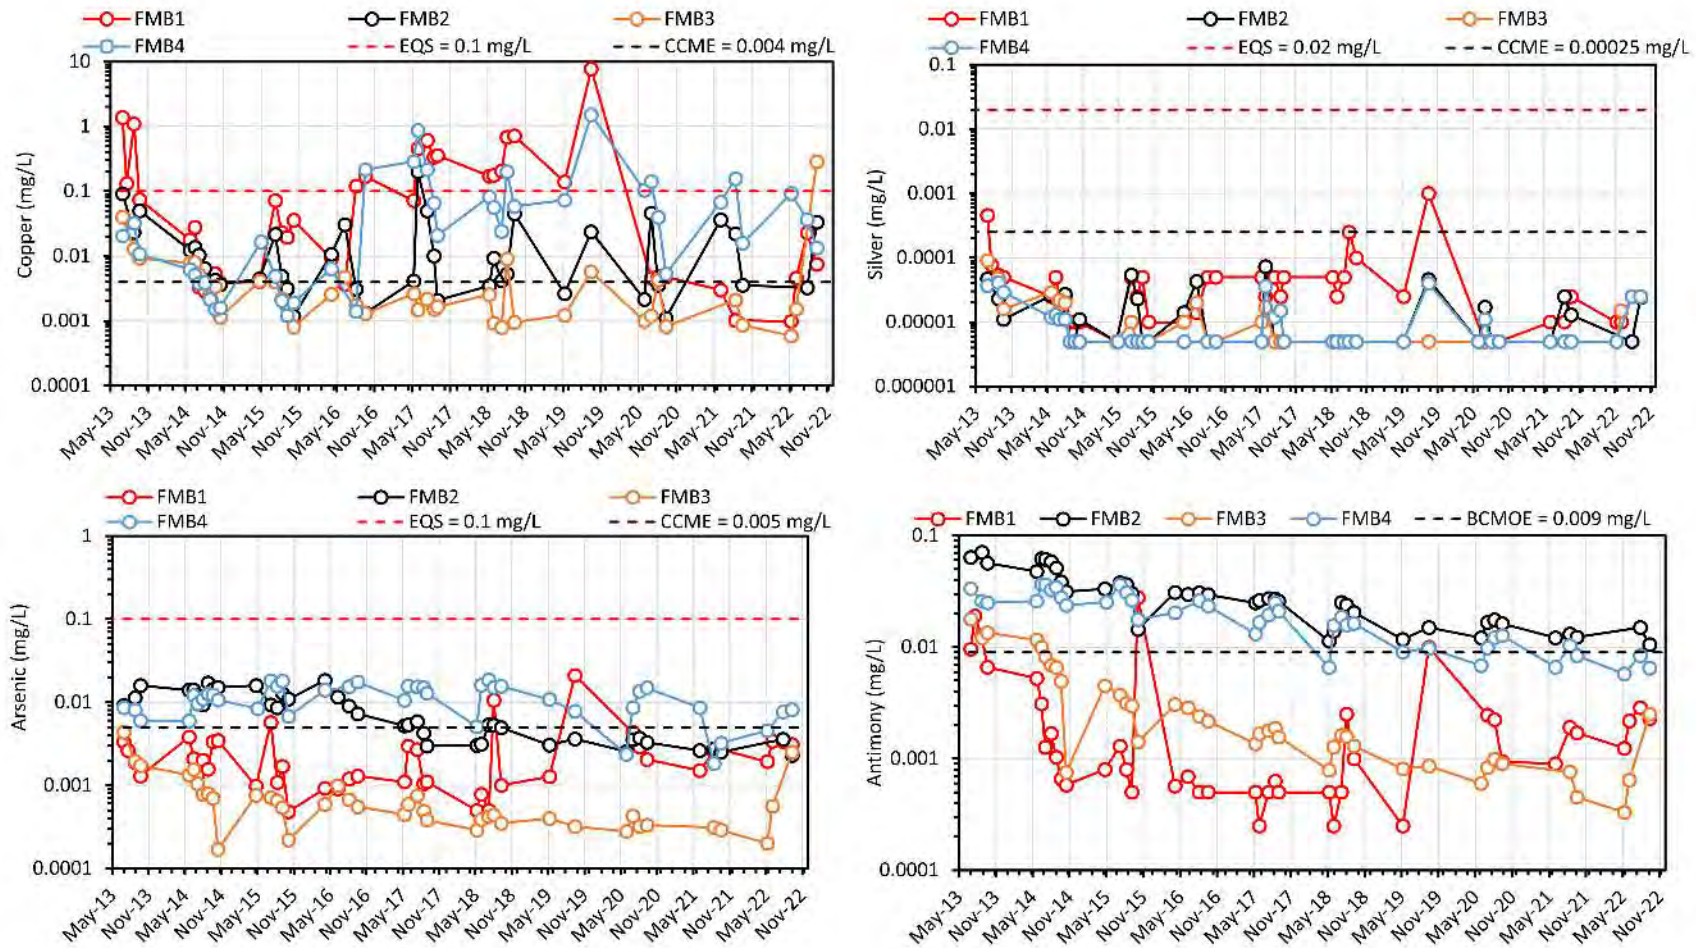 FMB1 FMB2 FMB3
FMB4 EQS = 0.1 mg/L CCME = 0.004 mg/L
Copper (mg/L)
10
1
0.1
0.01
0.001
0.0001
May-13 Nov-13 May-14 Nov-14 May-15 Nov-15 May-16 Nov-16 May-17 Nov-17 May-18 Nov-18 May-19 Nov-19 May-20 Nov-20 May-21 Nov-21 May-22 Nov-22
FMB1 FMB2 FMB3
FMB4 EQS = 0.02 mg/L CCME = 0.00025 mg/L
Silver (mg/L)
0.1
0.01
0.001
0.0001
0.00001
0.000001
May-13 Nov-13 May-14 Nov-14 May-15 Nov-15 May-16 Nov-16 May-17 Nov-17 May-18 Nov-18 May-19 Nov-19 May-20 Nov-20 May-21 Nov-21 May-22 Nov-22
FMB1 FMB2 FMB3
FMB4 EQS = 0.1 mg/L CCME = 0.005 mg/L
Arsenic (mg/L)
1
0.1
0.01
0.001
0.0001
May-13 Nov-13 May-14 Nov-14 May-15 Nov-15 May-16 Nov-16 May-17 Nov-17 May-18 Nov-18 May-19 Nov-19 May-20 Nov-20 May-21 Nov-21 May-22 Nov-22
FMB1 FMB2 FMB3 FMB4 BCMOE = 0.009 mg/L
Antimony (mg/L)
0.1
0.01
0.001
0.0001
May-13 Nov-13 May-14 Nov-14 May-15 Nov-15 May-16 Nov-16 May-17 Nov-17 May-18 Nov-18 May-19 Nov-19 May-20 Nov-20 May-21 Nov-21 May-22 Nov-22